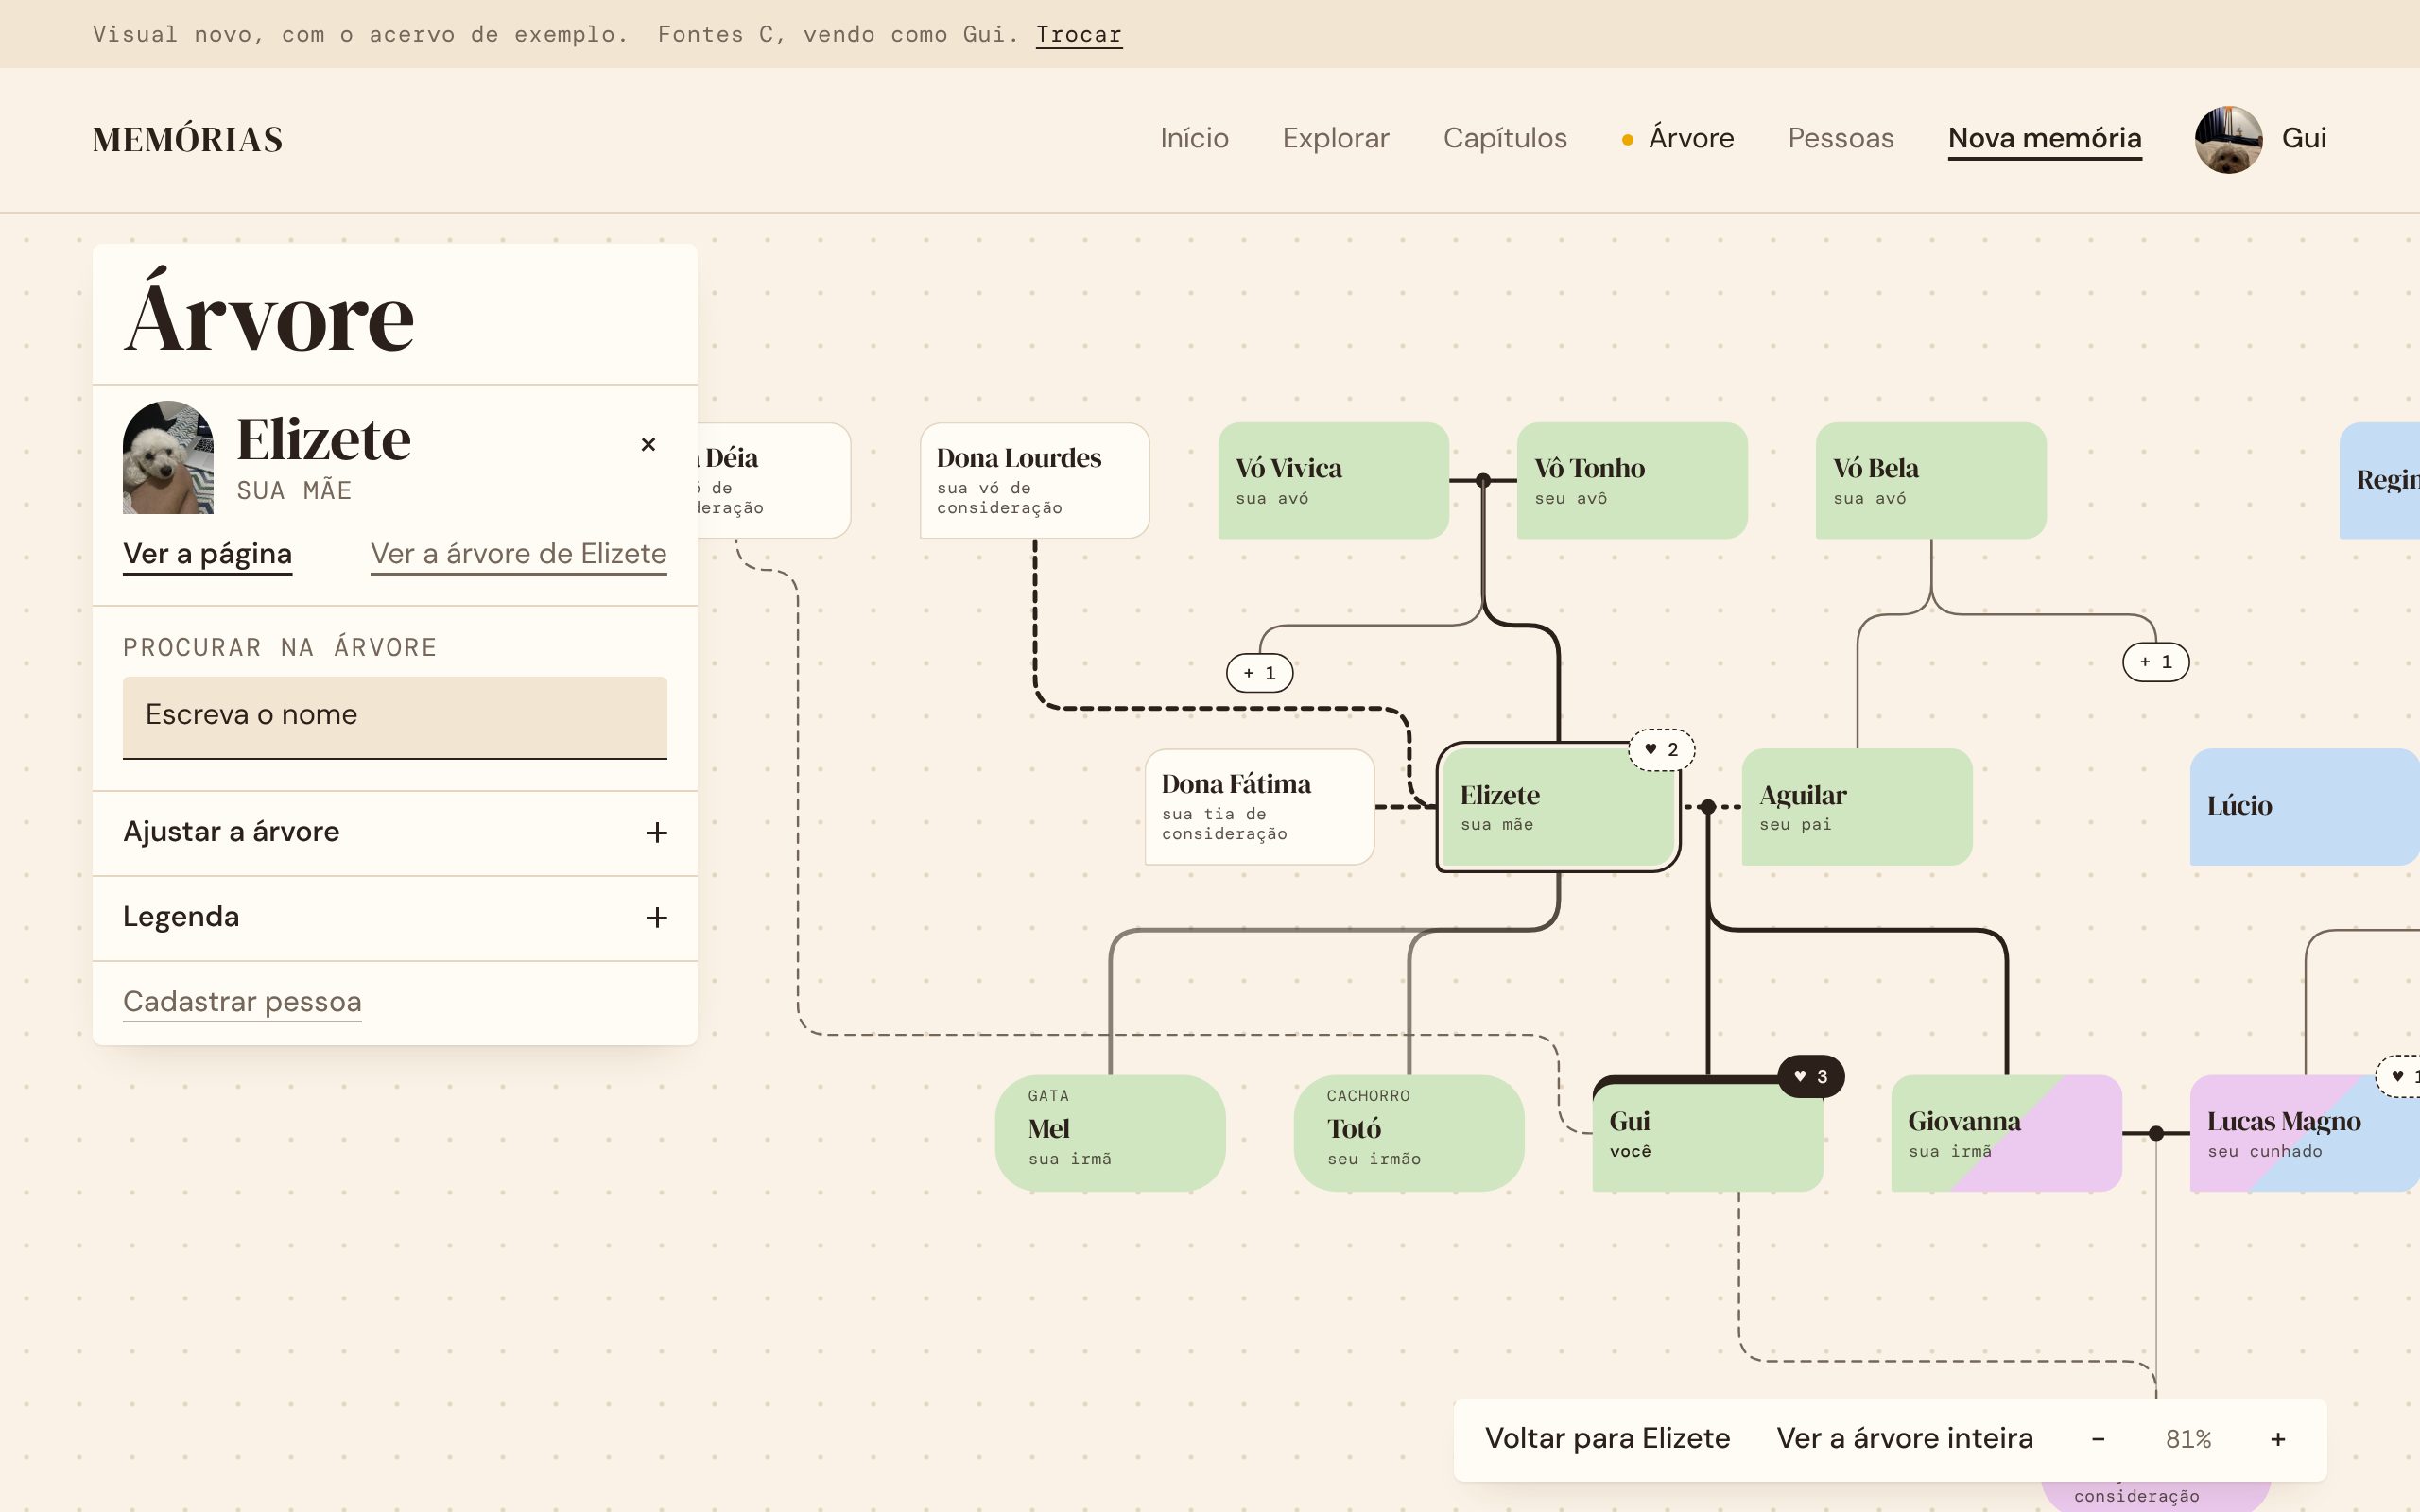 Visual novo, com o acervo de exemplo. Fontes C, vendo como Gui. Trocar
MEMÓRIAS
Início
Explorar
Capítulos
Árvore
Pessoas
Nova memória
Gui
Árvore
Elizete
×
SUA MÃE
Ver a página
Ver a árvore de Elizete
PROCURAR NA ÁRVORE
Escreva o nome
Ajustar a árvore +
Legenda +
Cadastrar pessoa
Déia
de
Dona Lourdes
sua vó de
consideração
Vó Vivica
sua avó
Vô Tonho
seu avô
Vó Bela
sua avó
+ 1
+ 1
Dona Fátima
sua tia de
consideração
Elizete
sua mãe
♥ 2
Aguilar
seu pai
Lúcio
GATA
Mel
sua irmã
CACHORRO
Totó
seu irmão
Gui
você
♥ 3
Giovanna
sua irmã
Lucas Magno
seu cunhado
Voltar para Elizete
Ver a árvore inteira
− 81% +
consideração